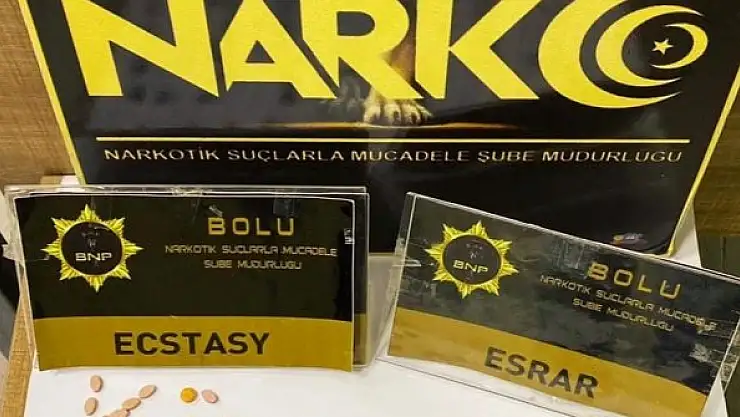 NARKO
NARKOTİK SUÇLARLA MÜCADELE ŞUBE MÜDÜRLÜĞÜ
BNP
BOLU
NARKOTİK SUÇLARLA MÜCADELE
ŞUBE MÜDÜRLÜĞÜ
ECSTASY
BNP
BOLU
NARKOTİK SUÇLARLA MÜCADELE
ŞUBE MÜDÜRLÜĞÜ
ESRAR